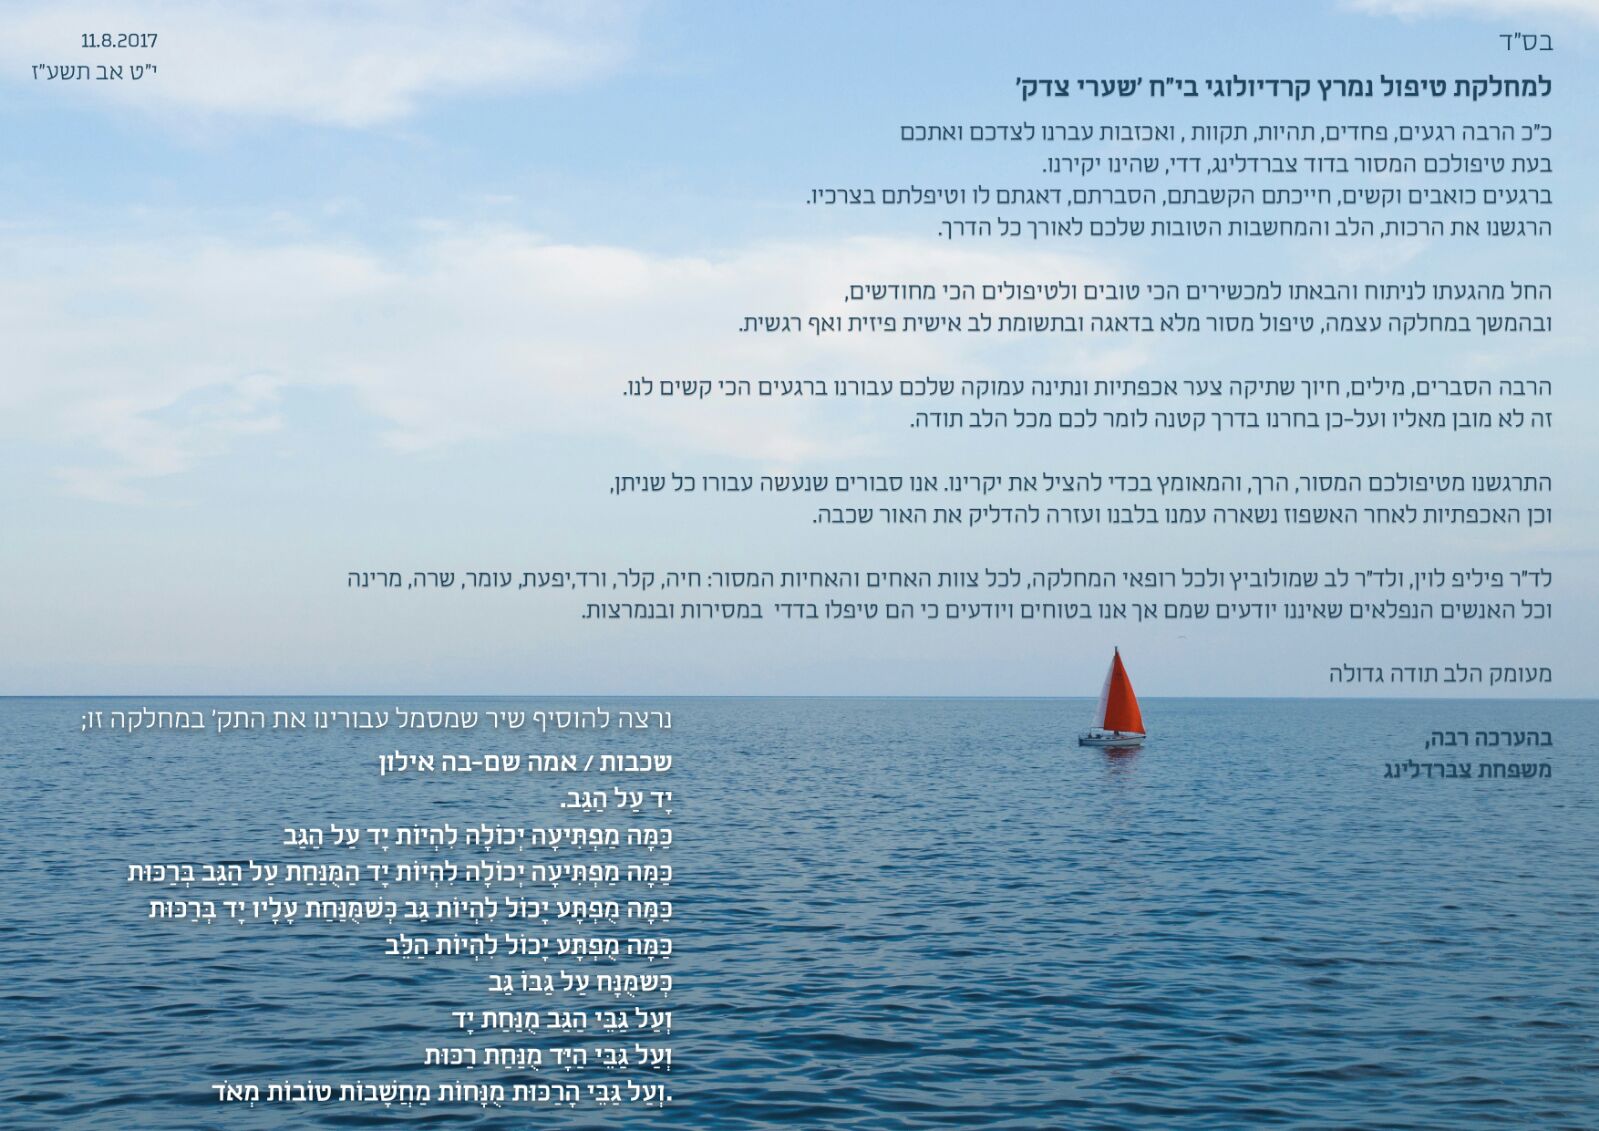 בס"ד
11.8.2017
י"ט אב תשע"ז
למחלקת טיפול נמרץ קרדיולוגי בי"ח 'שערי צדק'
כ"כ הרבה רגעים, פחדים, תהיות, תקוות , ואכזבות עברנו לצדכם ואתכם
בעת טיפולכם המסור בדוד צברדלינג, דדי, שהינו יקירנו.
ברגעים כואבים וקשים, חייכתם הקשבתם, הסברתם, דאגתם לו וטיפלתם בצרכיו.
הרגשנו את הרכות, הלב והמחשבות הטובות שלכם לאורך כל הדרך.
החל מהגעתו לניתוח והבאתו למכשירים הכי טובים ולטיפולים הכי מחודשים,
ובהמשך במחלקה עצמה, טיפול מסור מלא בדאגה ובתשומת לב אישית פיזית ואף רגשית.
הרבה הסברים, מילים, חיוך שתיקה צער אכפתיות ונתינה עמוקה שלכם עבורנו ברגעים הכי קשים לנו.
זה לא מובן מאליו ועל-כן בחרנו בדרך קטנה לומר לכם מכל הלב תודה.
התרגשנו מטיפולכם המסור, הרך, והמאומץ בכדי להציל את יקרינו. אנו סבורים שנעשה עבורו כל שניתן,
וכן האכפתיות לאחר האשפוז נשארה עמנו בלבנו ועזרה להדליק את האור שכבה.
לד"ר פיליפ לוין, ולד"ר לב שמולוביץ ולכל רופאי המחלקה, לכל צוות האחים והאחיות המסור: חיה, קלר, ורד,יפעת, עומר, שרה, מרינה
וכל האנשים הנפלאים שאיננו יודעים שמם אך אנו בטוחים ויודעים כי הם טיפלו בדדי  במסירות ובנמרצות.
מעומק הלב תודה גדולה
בהערכה רבה,
משפחת צברדלינג
נרצה להוסיף שיר שמסמל עבורינו את התק' במחלקה זו;
שכבות / אמה שם-בה אילון
יָד עַל הַגַּב.
כַּמָּה מַפְתִּיעָה יְכוֹלָה לִהְיוֹת יָד עַל הַגַּב
כַּמָּה מַפְתִּיעָה יְכוֹלָה לִהְיוֹת יָד הַמֻּנַּחַת עַל הַגַּב בְּרַכּוּת
כַּמָּה מֻפְתָּע יָכוֹל לִהְיוֹת גַּב כְּשֶׁמֻּנַּחַת עָלָיו יָד בְּרַכּוּת
כַּמָּה מֻפְתָּע יָכוֹל לִהְיוֹת הַלֵּב
כְּשֶׁמֻּנָּח עַל גַּבּוֹ גַּב
וְעַל גַּבֵּי הַגַּב מֻנַּחַת יָד
וְעַל גַּבֵּי הַיָּד מֻנַּחַת רַכּוּת
.וְעַל גַּבֵּי הָרַכּוּת מֻנָּחוֹת מַחֲשָׁבוֹת טוֹבוֹת מְאֹד